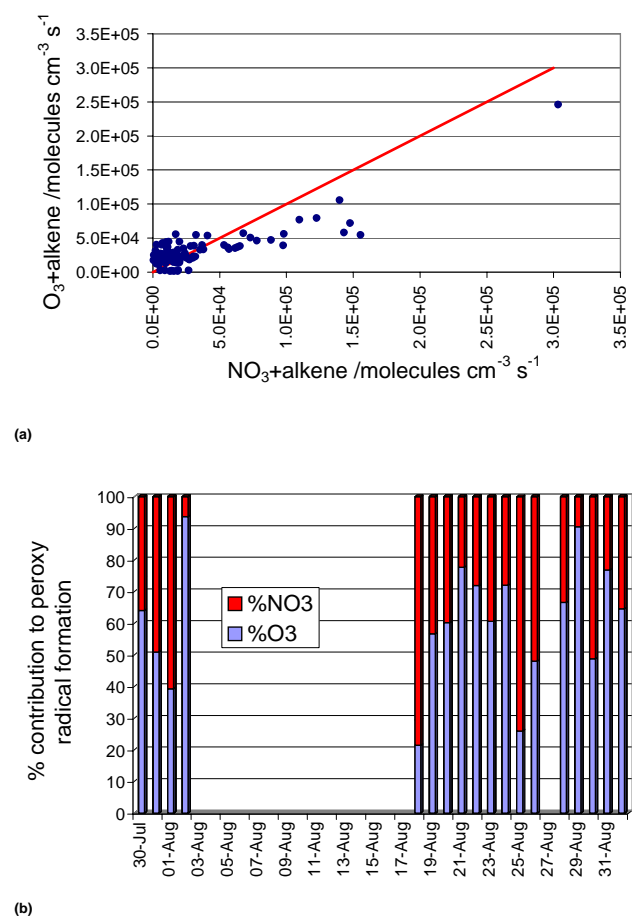 3.5E+05
3.0E+05
2.5E+05
2.0E+05
1.5E+05
1.0E+05
5.0E+04
0.0E+00
O3+alkene /molecules cm-3 s-1
0.0E+00
5.0E+04
1.0E+05
1.5E+05
2.0E+05
2.5E+05
3.0E+05
3.5E+05
NO3+alkene /molecules cm-3 s-1
(a)
100
90
80
70
60
50
40
30
20
10
0
% contribution to peroxy
radical formation
%NO3
%O3
30-Jul
01-Aug
03-Aug
05-Aug
07-Aug
09-Aug
11-Aug
13-Aug
15-Aug
17-Aug
19-Aug
21-Aug
23-Aug
25-Aug
27-Aug
29-Aug
31-Aug
(b)